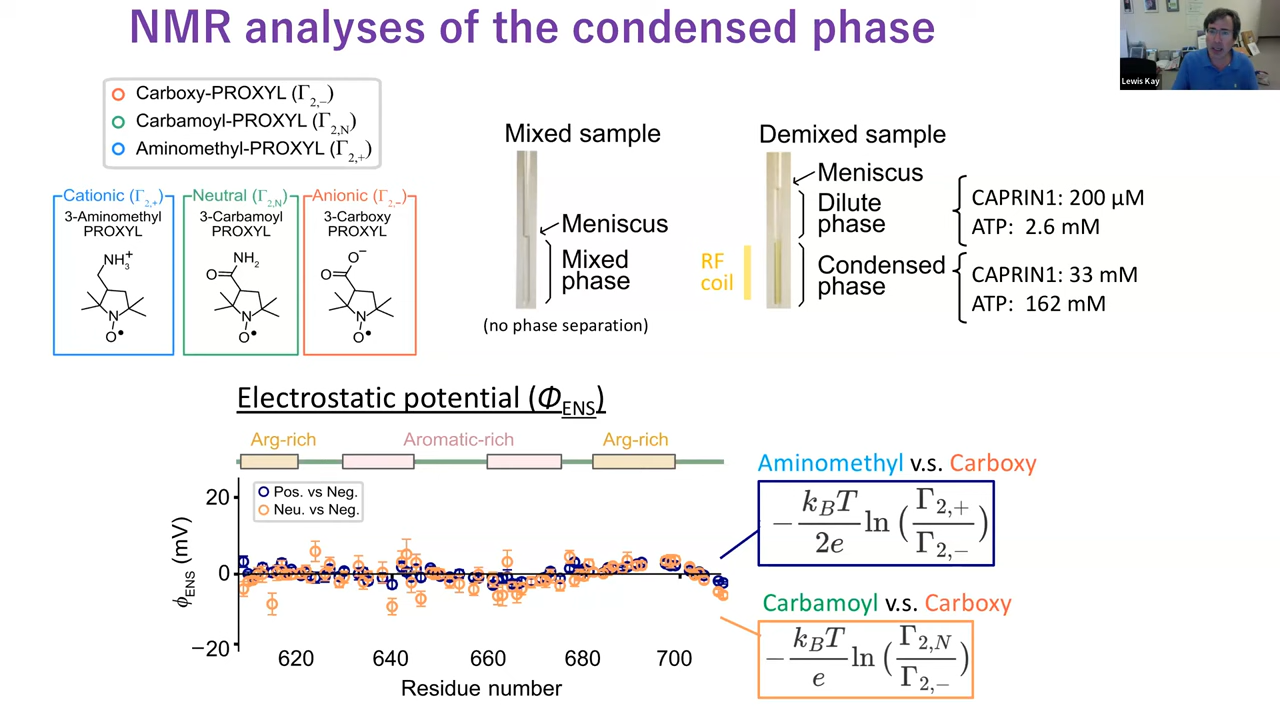 NMR analyses of the condensed phase
Lewis Kay
Carboxy-PROXYL (Γ2,−)
Carbamoyl-PROXYL (Γ2,N)
Aminomethyl-PROXYL (Γ2,+)
Cationic (Γ2,+)
3-Aminomethyl
PROXYL
NH3+
N
O•
Neutral (Γ2,N)
3-Carbamoyl
PROXYL
NH2
O
N
O•
Anionic (Γ2,−)
3-Carboxy
PROXYL
O−
O
N
O•
Mixed sample
Meniscus
Mixed
phase
(no phase separation)
Demixed sample
Meniscus
Dilute
phase
RF
coil
Condensed
phase
CAPRIN1: 200 µM
ATP: 2.6 mM
CAPRIN1: 33 mM
ATP: 162 mM
Electrostatic potential (ΦENS)
Arg-rich
Aromatic-rich
Arg-rich
Pos. vs Neg.
Neu. vs Neg.
ϕENS (mV)
20
0
−20
620 640 660 680 700
Residue number
Aminomethyl v.s. Carboxy
− kBT/2e ln (Γ2,+/Γ2,−)
Carbamoyl v.s. Carboxy
− kBT/e ln (Γ2,N/Γ2,−)